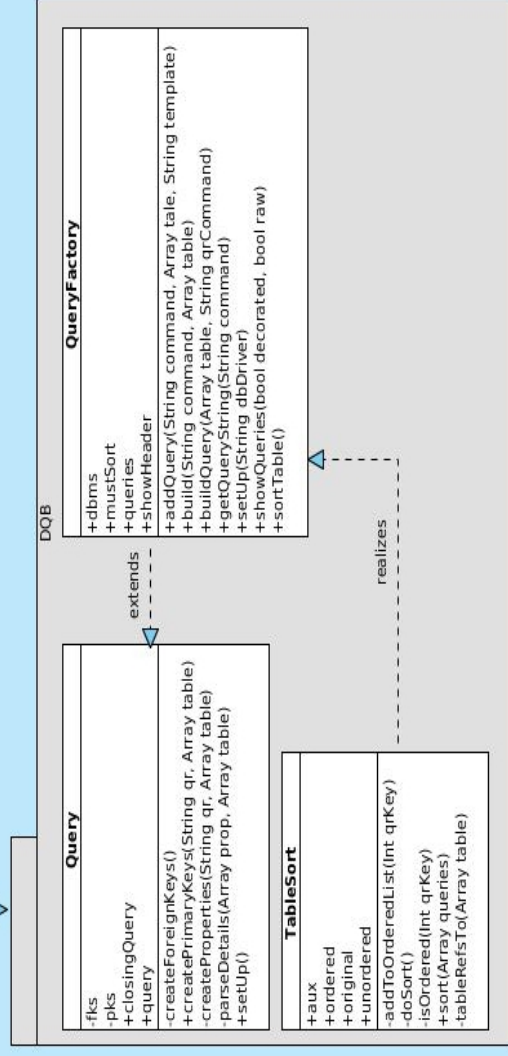 DQB
Query
-fks
-pks
+closingQuery
+query
-createForeignKeys()
+createPrimaryKeys(String qr, Array table)
-createProperties(String qr, Array table)
-parseDetails(Array prop, Array table)
+setUp()
extends
QueryFactory
+dbms
+mustSort
+queries
+showHeader
+addQuery(String command, Array tale, String template)
+build(String command, Array table)
+buildQuery(Array table, String qrCommand)
+getQueryString(String command)
+setUp(String dbDriver)
+showQueries(bool decorated, bool raw)
+sortTable()
TableSort
+aux
+ordered
+original
+unordered
-addToOrderedList(Int qrKey)
-doSort()
-isOrdered(Int qrKey)
+sort(Array queries)
-tableRefsTo(Array table)
realizes